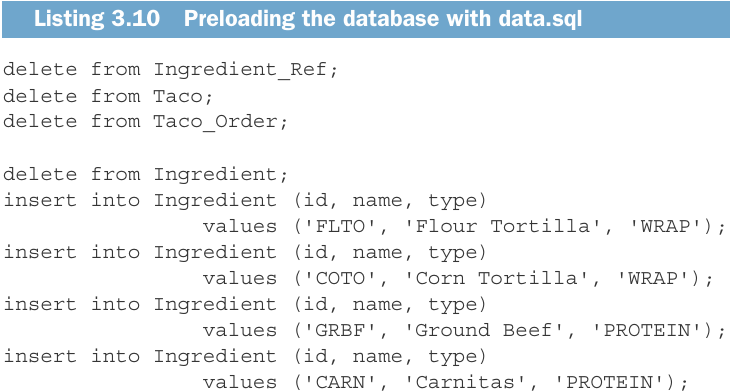 Listing 3.10 Preloading the database with data.sql
delete from Ingredient_Ref;
delete from Taco;
delete from Taco_Order;
delete from Ingredient;
insert into Ingredient (id, name, type)
values ('FLTO', 'Flour Tortilla', 'WRAP');
insert into Ingredient (id, name, type)
values ('COTO', 'Corn Tortilla', 'WRAP');
insert into Ingredient (id, name, type)
values ('GRBF', 'Ground Beef', 'PROTEIN');
insert into Ingredient (id, name, type)
values ('CARN', 'Carnitas', 'PROTEIN');